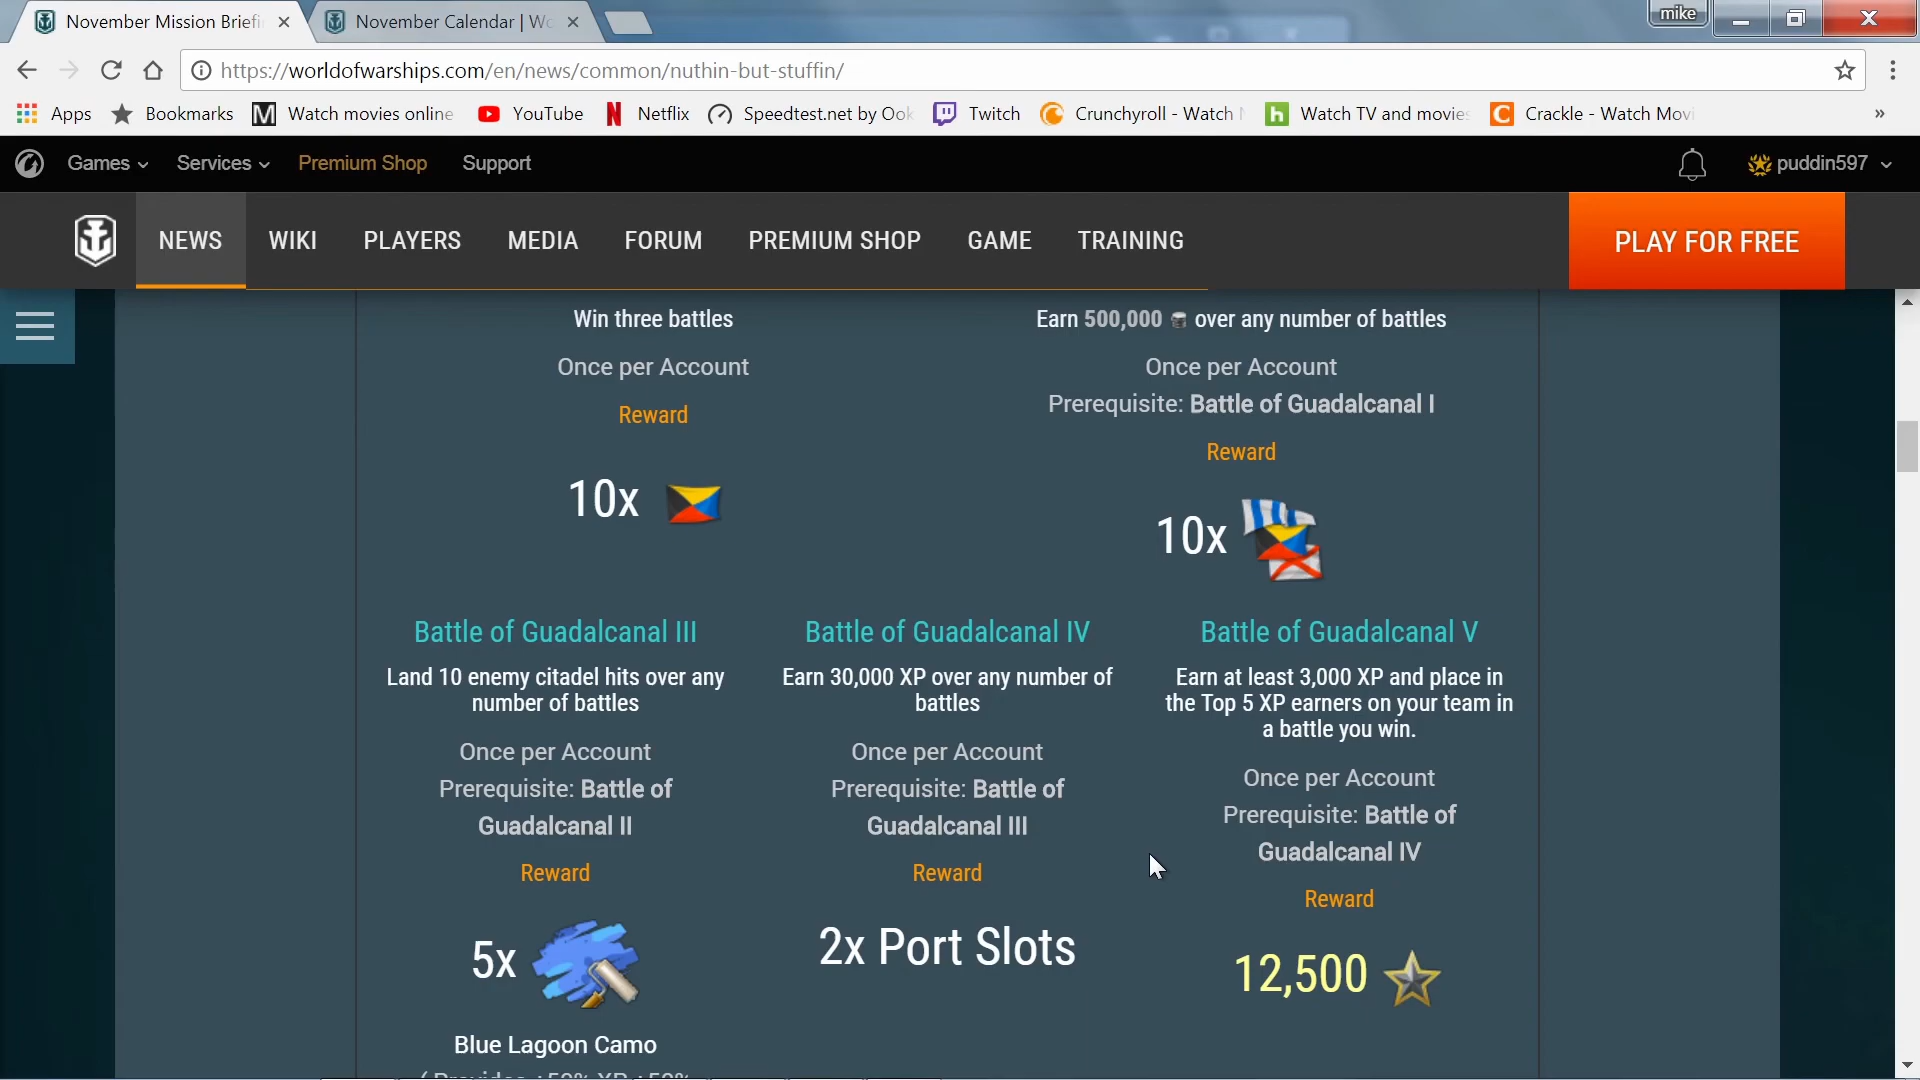 November Mission Briefi
November Calendar | Wo
mike
https://worldofwarships.com/en/news/common/nuthin-but-stuffin/
Apps
Bookmarks
Watch movies online
YouTube
Netflix
Speedtest.net by Ook
Twitch
Crunchyroll - Watch
Watch TV and movies
Crackle - Watch Movi
»
Games
Services
Premium Shop
Support
puddin597
NEWS
WIKI
PLAYERS
MEDIA
FORUM
PREMIUM SHOP
GAME
TRAINING
PLAY FOR FREE
Win three battles
Once per Account
Reward
10x
Earn 500,000 over any number of battles
Once per Account
Prerequisite: Battle of Guadalcanal I
Reward
10x
Battle of Guadalcanal III
Land 10 enemy citadel hits over any
number of battles
Once per Account
Prerequisite: Battle of
Guadalcanal II
Reward
5x
Blue Lagoon Camo
Battle of Guadalcanal IV
Earn 30,000 XP over any number of
battles
Once per Account
Prerequisite: Battle of
Guadalcanal III
Reward
2x Port Slots
Battle of Guadalcanal V
Earn at least 3,000 XP and place in
the Top 5 XP earners on your team in
a battle you win.
Once per Account
Prerequisite: Battle of
Guadalcanal IV
Reward
12,500